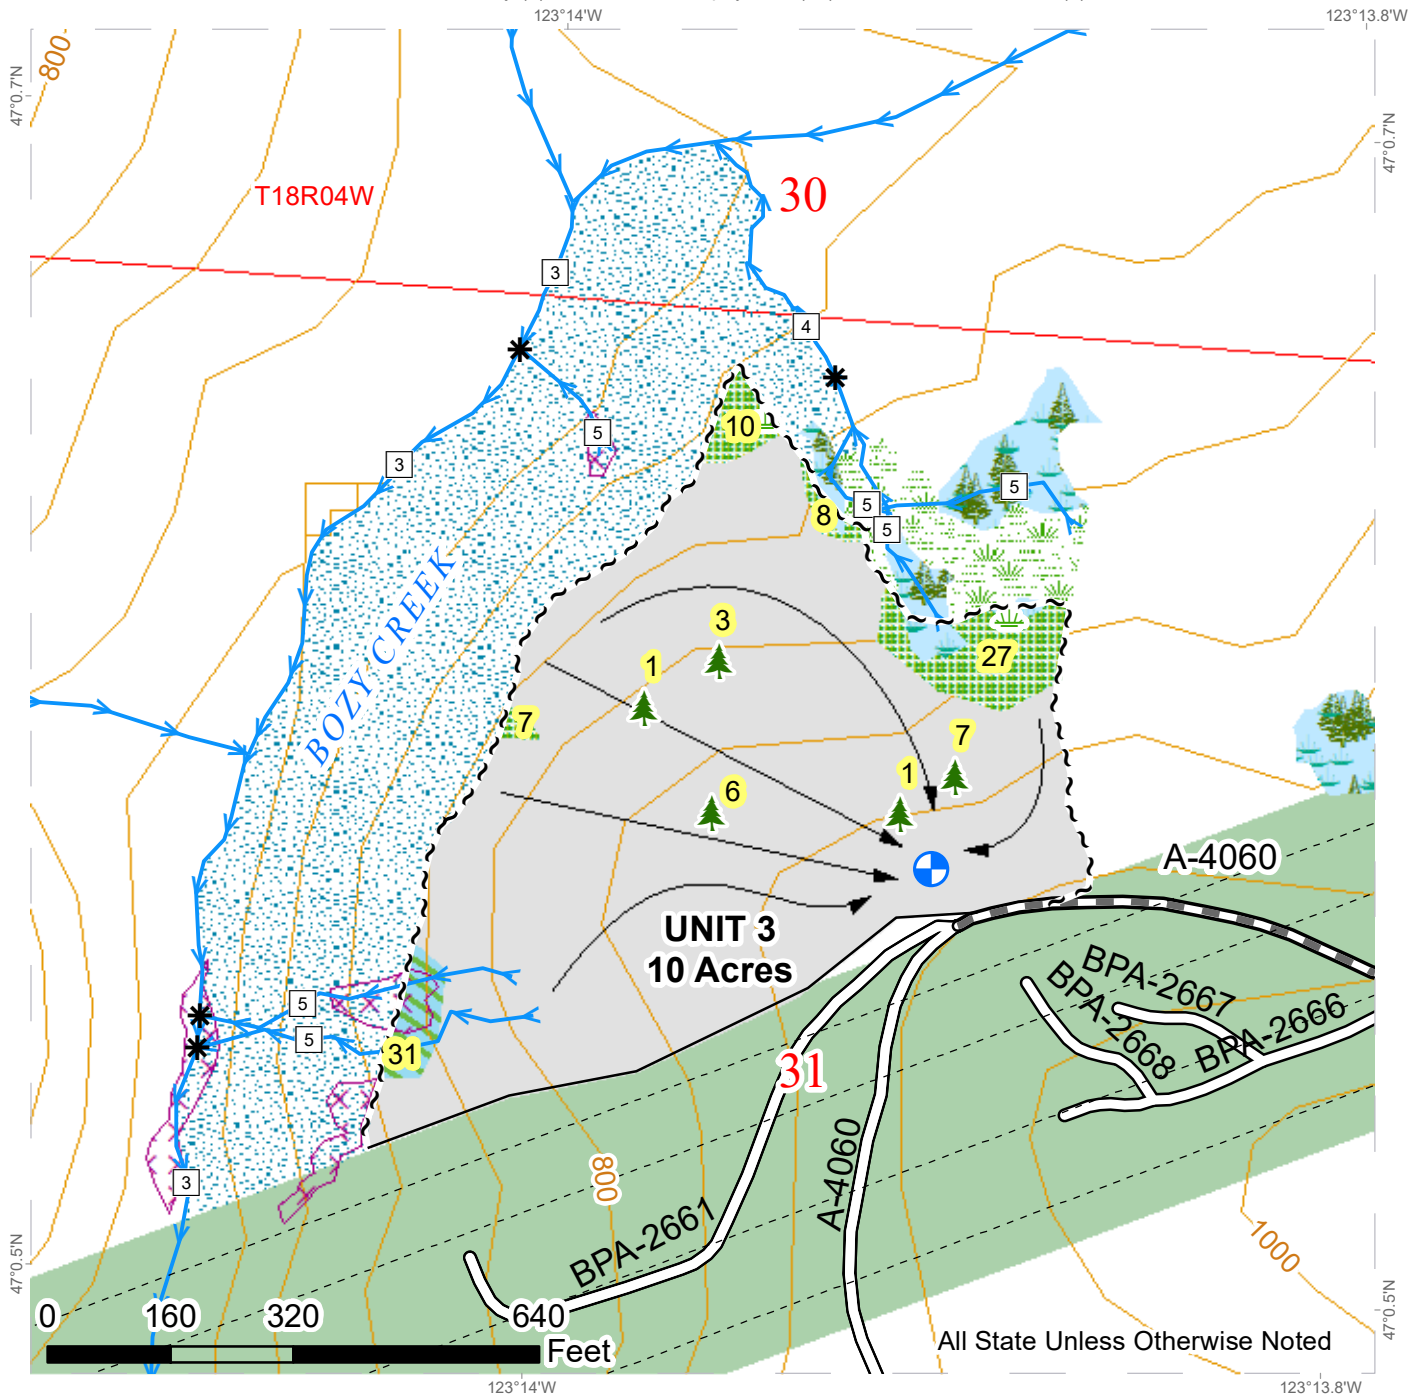 123°14'W
123°13.8'W
800
47°0.7'N
47°0.7'N
T18R04W
30
3
4
10
5
3
8
5
5
5
BOZY CREEK
3
1
27
7
7
1
6
A-4060
UNIT 3
10 Acres
BPA-2667
BPA-2668
BPA-2666
5
5
31
31
A-4060
3
800
BPA-2661
1000
47°0.5'N
47°0.5'N
0 160 320 640
Feet
All State Unless Otherwise Noted
123°14'W
123°13.8'W